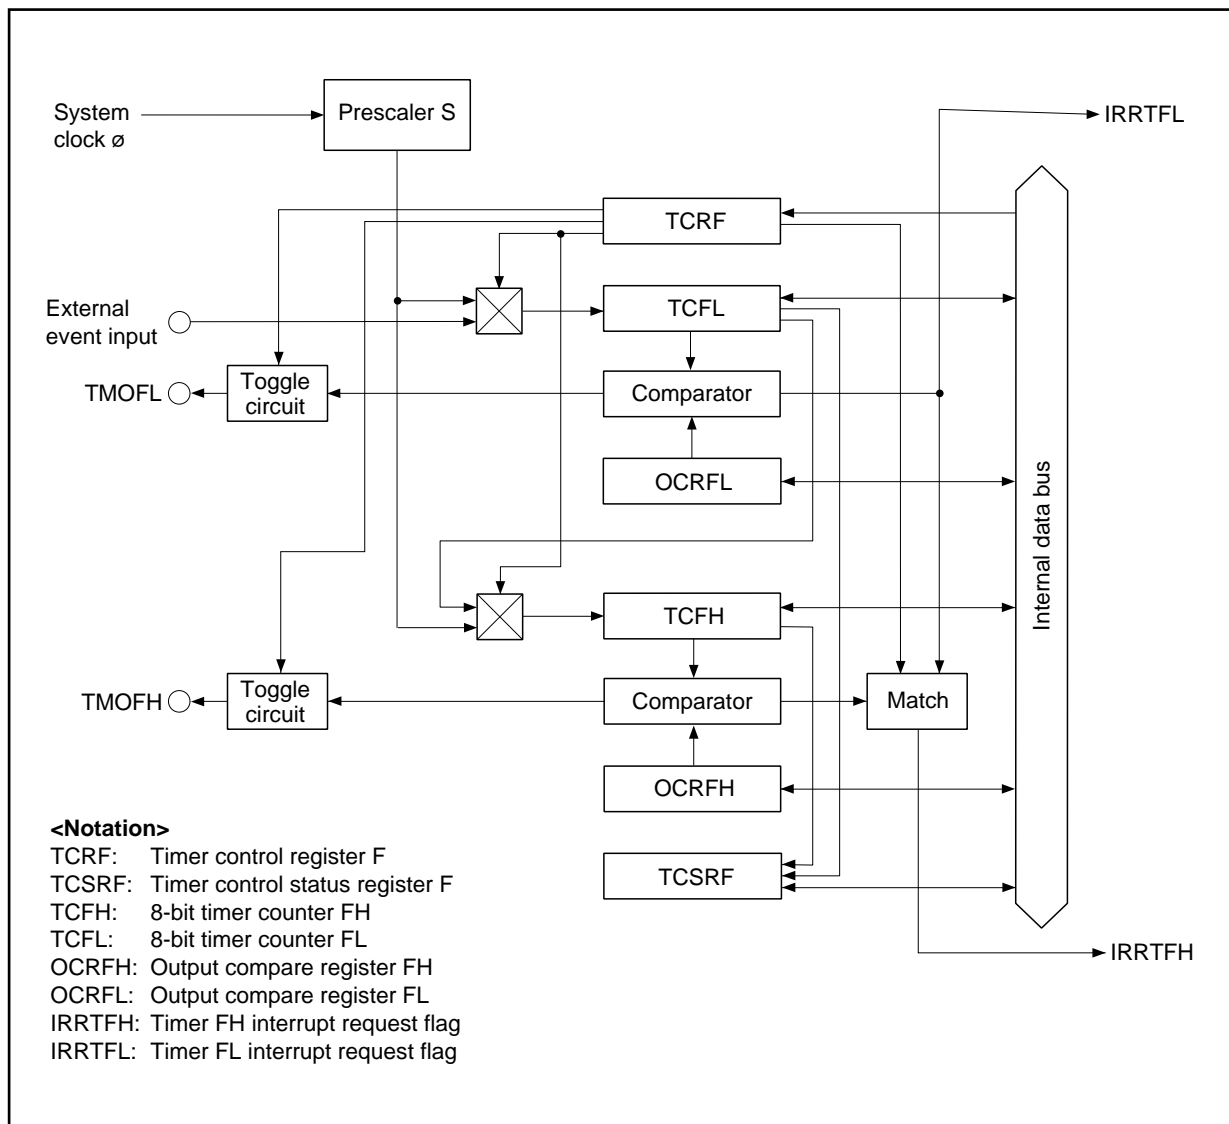 System
clock ø
Prescaler S
IRRTFL
TCRF
External
event input
TCFL
TMOFL
Toggle
circuit
Comparator
OCRFL
Internal data bus
TCFH
TMOFH
Toggle
circuit
Comparator
Match
OCRFH
TCSRF
IRRTFH
<Notation>
TCRF: Timer control register F
TCSRF: Timer control status register F
TCFH: 8-bit timer counter FH
TCFL: 8-bit timer counter FL
OCRFH: Output compare register FH
OCRFL: Output compare register FL
IRRTFH: Timer FH interrupt request flag
IRRTFL: Timer FL interrupt request flag